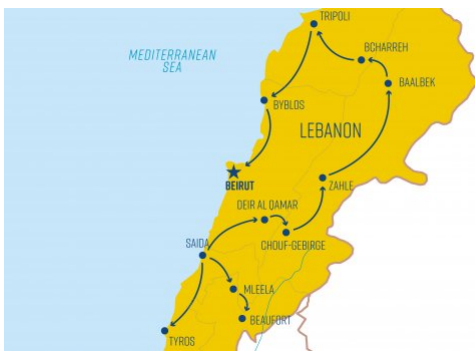 TRIPOLI
MEDITERRANEAN
SEA
BCHARREH
BAALBEK
BYBLOS
LEBANON
BEIRUT
ZAHLE
DEIR AL QAMAR
SAIDA
CHOUF-GEBIRGE
MLEELA
BEAUFORT
TYROS